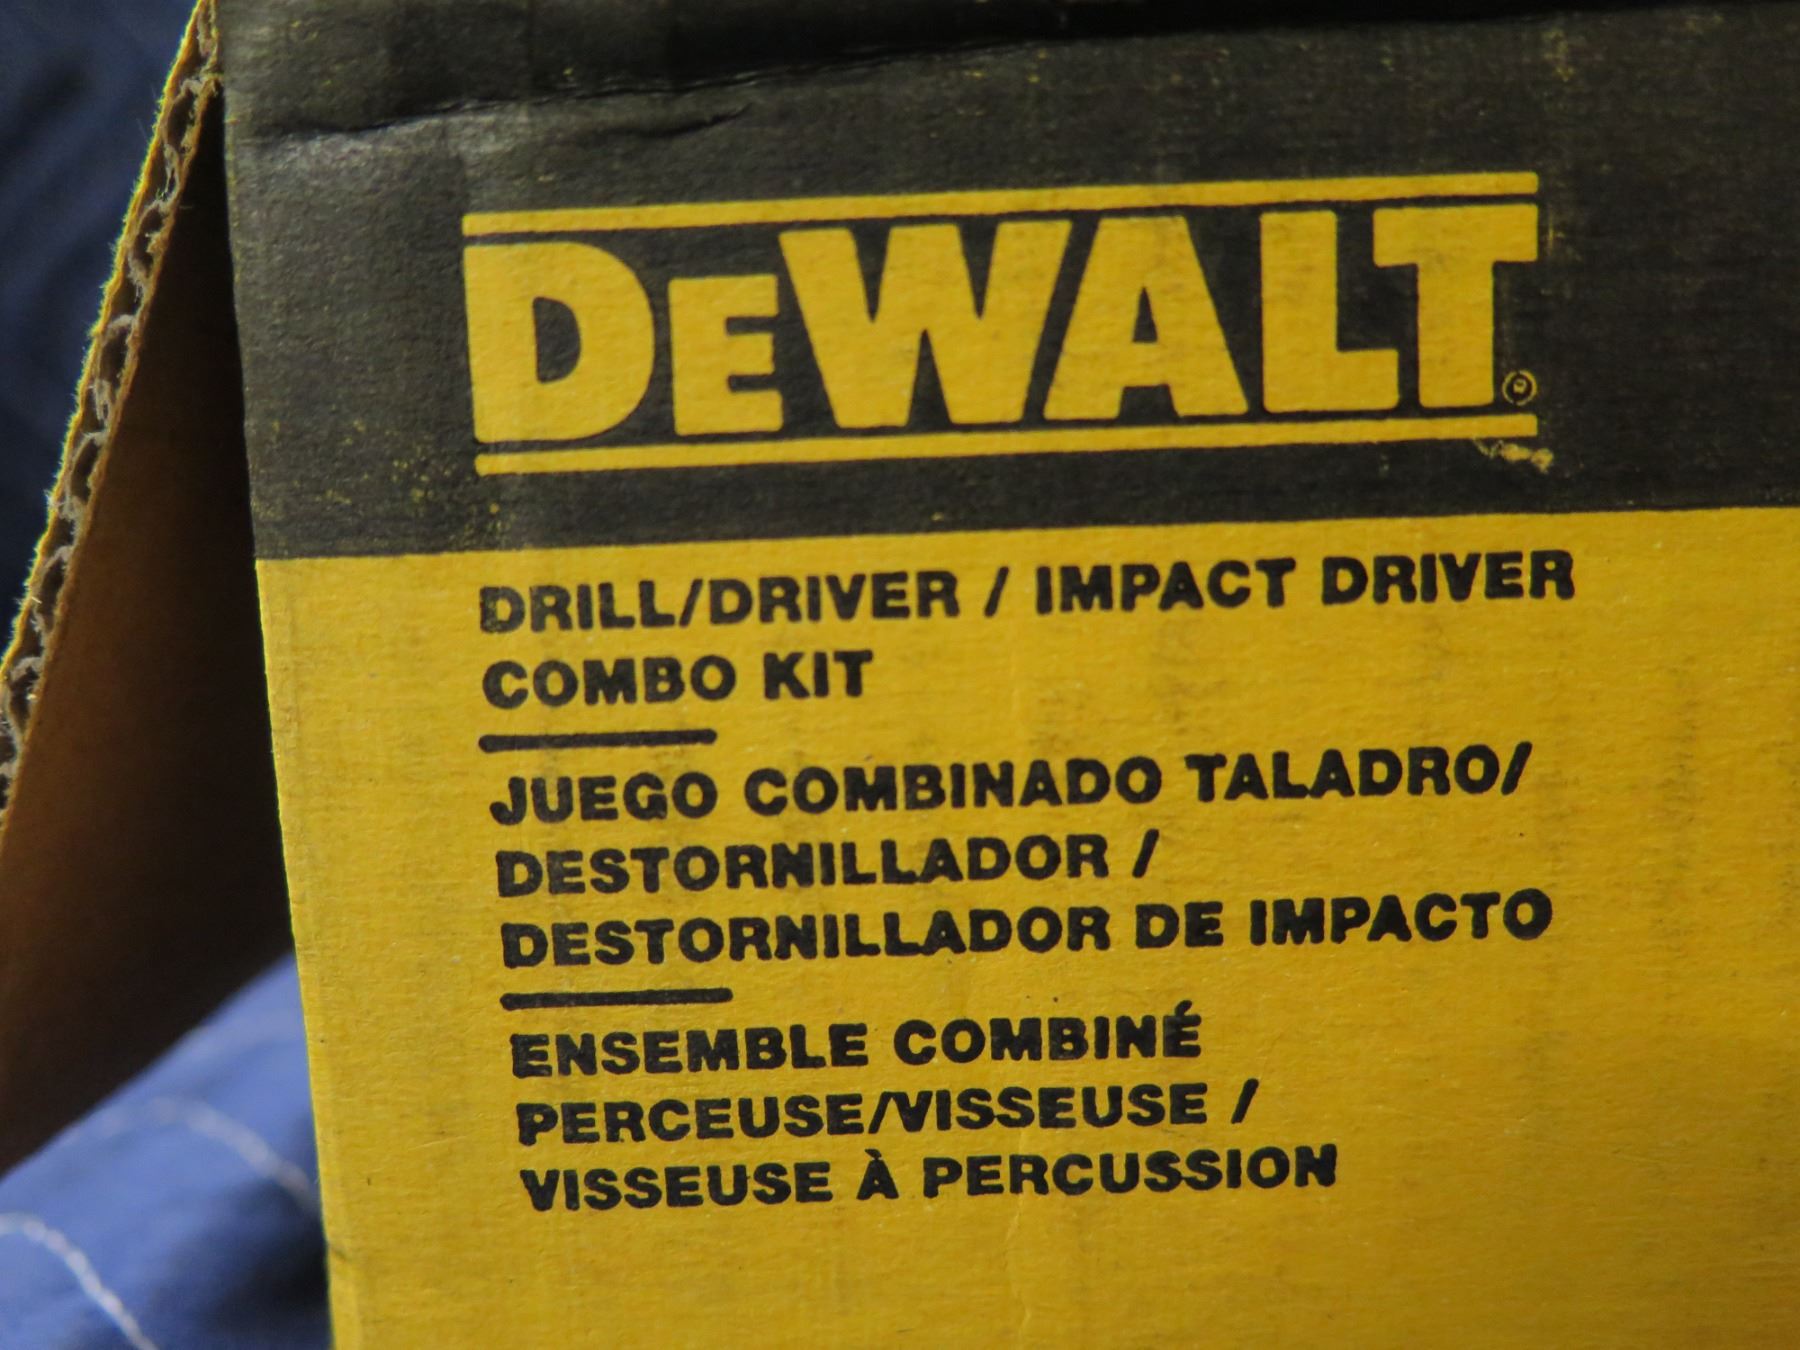 DEWALT®
DRILL/DRIVER / IMPACT DRIVER
COMBO KIT
JUEGO COMBINADO TALADRO/
DESTORNILLADOR /
DESTORNILLADOR DE IMPACTO
ENSEMBLE COMBINÉ
PERCEUSE/VISSEUSE /
VISSEUSE À PERCUSSION